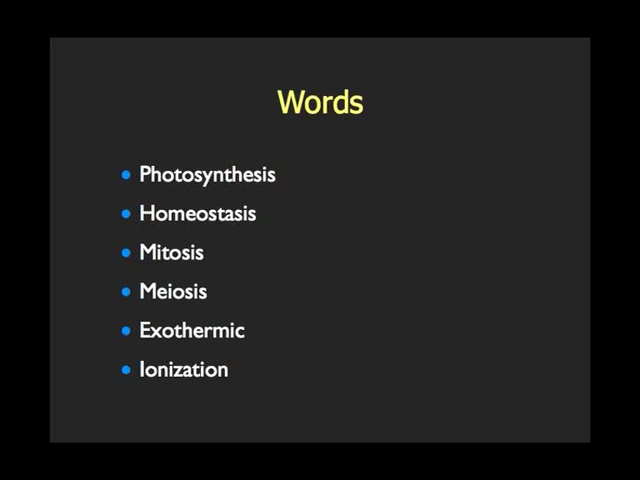 Words
• Photosynthesis
• Homeostasis
• Mitosis
• Meiosis
• Exothermic
• Ionization